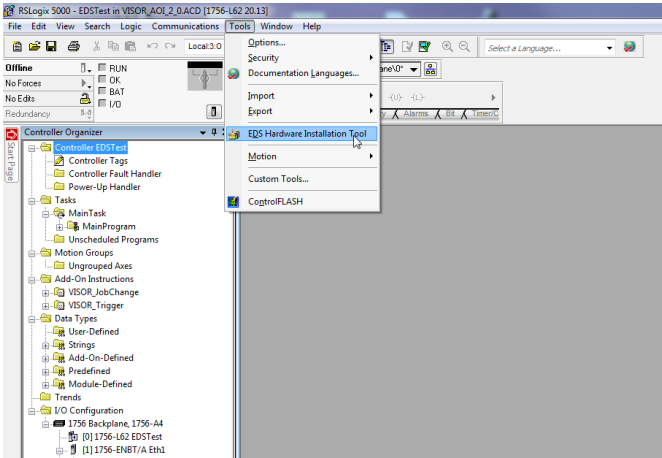 RSLogix 5000 - EDSTest in VISOR_AOI_2_0.ACD [1756-L62 20.13]
File Edit View Search Logic Communications Tools Window Help
Local:3:O
Select a Language...
Offline
RUN
No Forces
OK
BAT
No Edits
I/O
Redundancy
Options...
Security
Documentation Languages...
Import
Export
EDS Hardware Installation Tool
Motion
Custom Tools...
ControlFLASH
Alarms Bit Timer/C
Start Page
Controller Organizer
Controller EDSTest
Controller Tags
Controller Fault Handler
Power-Up Handler
Tasks
MainTask
MainProgram
Unscheduled Programs
Motion Groups
Ungrouped Axes
Add-On Instructions
VISOR_JobChange
VISOR_Trigger
Data Types
User-Defined
Strings
Add-On-Defined
Predefined
Module-Defined
Trends
I/O Configuration
1756 Backplane, 1756-A4
[0] 1756-L62 EDSTest
[1] 1756-ENBT/A Eth1